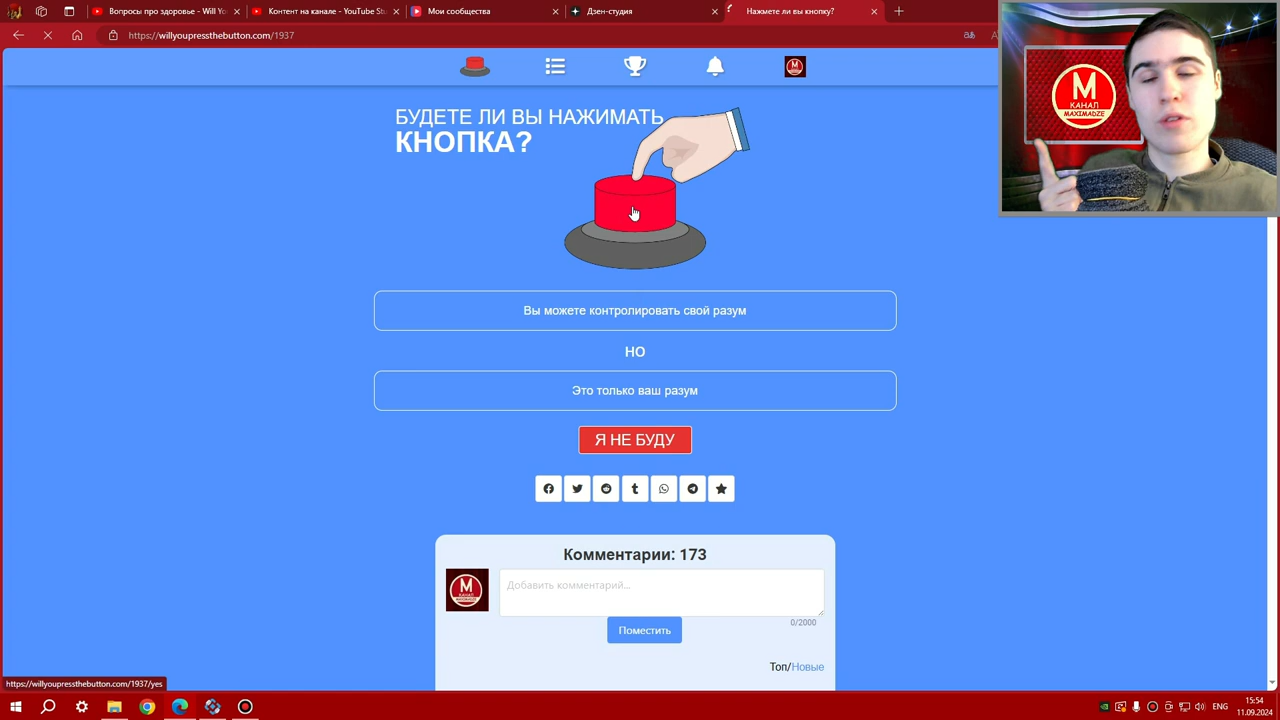 Вопросы про здоровье - Will Yo
Контент на канале - YouTube Stu
Мои сообщества
Дзен-студия
Нажмете ли вы кнопку?
https://willyoupressthebutton.com/1937
М
КАНАЛ
MAXIMADZE
БУДЕТЕ ЛИ ВЫ НАЖИМАТЬ
КНОПКА?
Вы можете контролировать свой разум
НО
Это только ваш разум
Я НЕ БУДУ
Комментарии: 173
М
КАНАЛ
Добавить комментарий...
0/2000
Поместить
Топ/Новые
https://willyoupressthebutton.com/1937/yes
ENG
15:54
11.09.2024